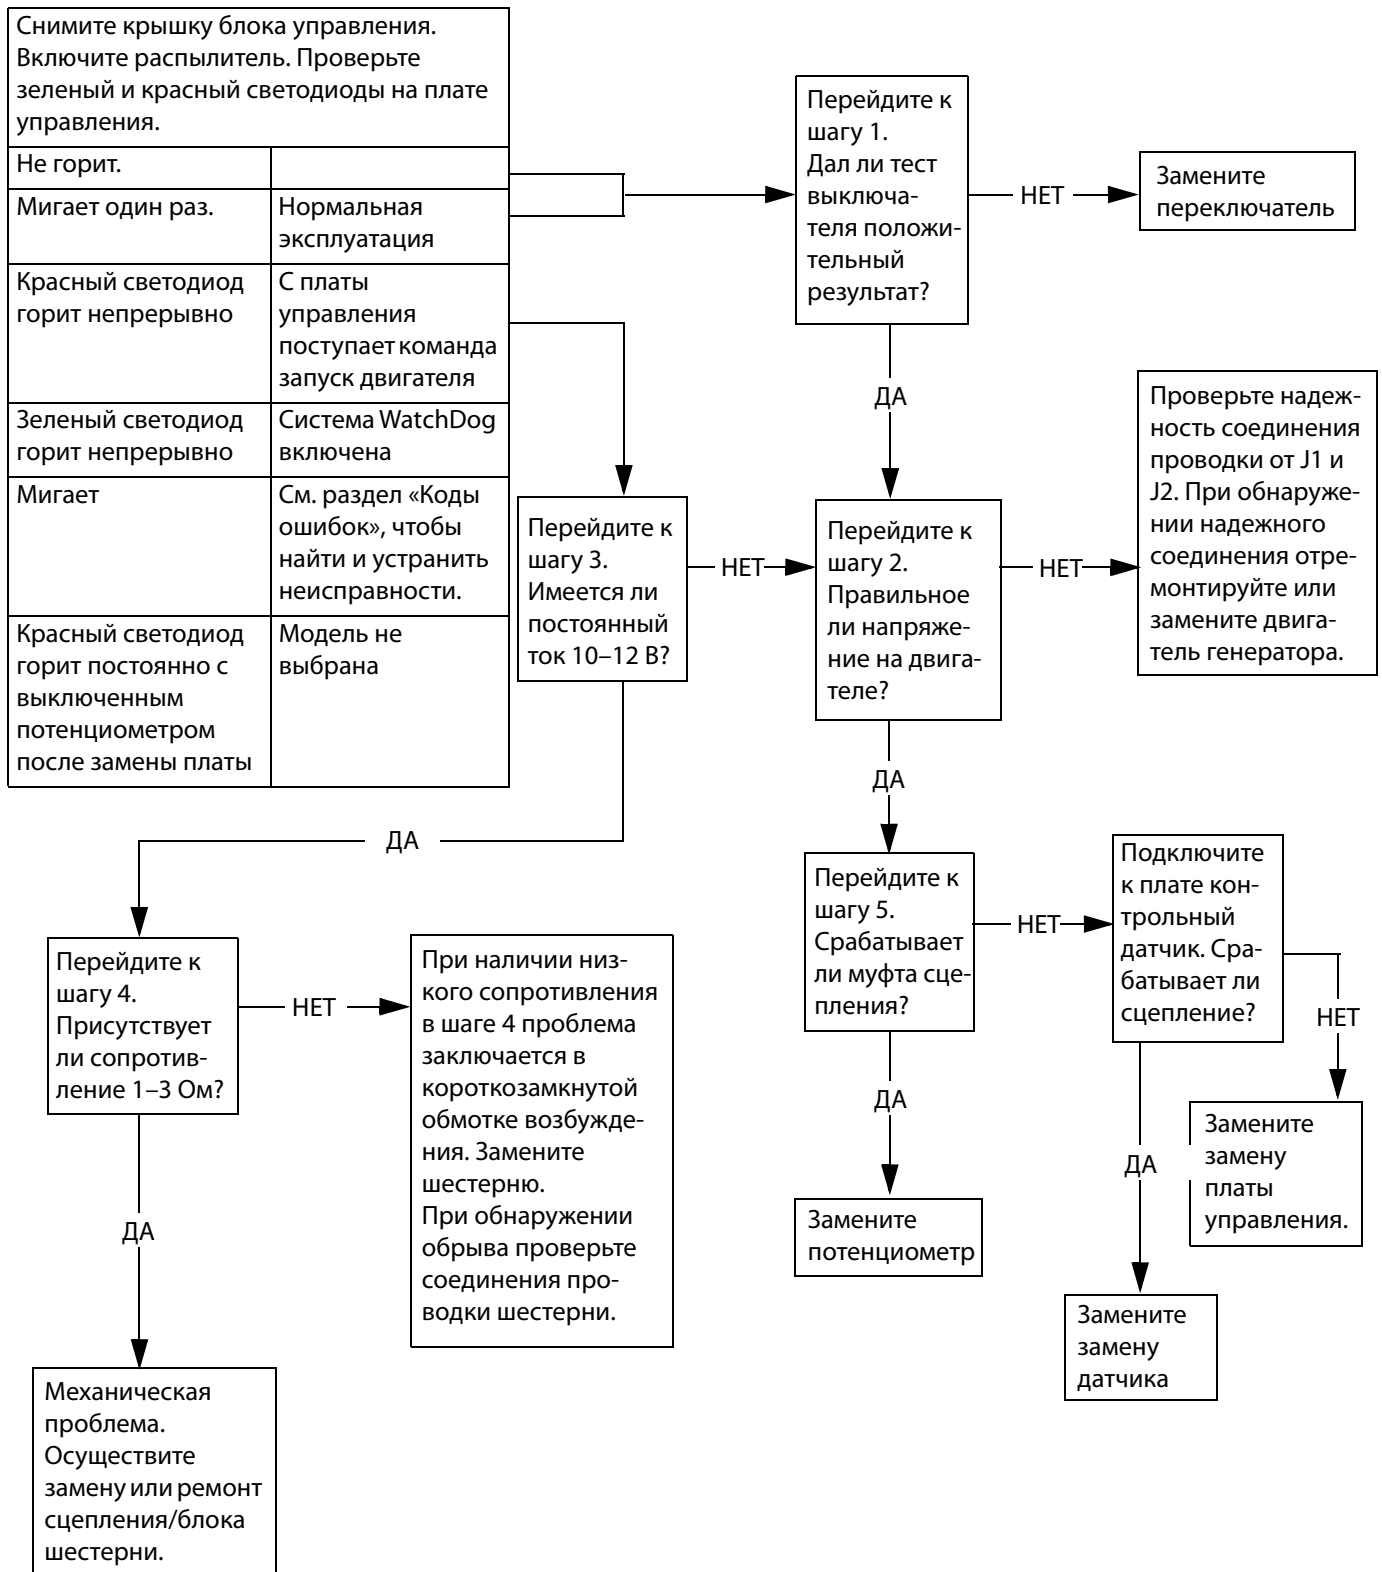 Снимите крышку блока управления.
Включите распылитель. Проверьте
зеленый и красный светодиоды на плате
управления.
Не горит.
Мигает один раз.
Нормальная
эксплуатация
Красный светодиод
горит непрерывно
С платы
управления
поступает команда
запуск двигателя
Зеленый светодиод
горит непрерывно
Система WatchDog
включена
Мигает
См. раздел «Коды
ошибок», чтобы
найти и устранить
неисправности.
Красный светодиод
горит постоянно с
выключенным
потенциометром
после замены платы
Модель не
выбрана
Перейдите к
шагу 1.
Дал ли тест
выключа-
теля положи-
тельный
результат?
НЕТ
Замените
переключатель
ДА
Перейдите к
шагу 3.
Имеется ли
постоянный
ток 10–12 В?
НЕТ
Перейдите к
шагу 2.
Правильное
ли напряже-
ние на двига-
теле?
НЕТ
Проверьте надеж-
ность соединения
проводки от J1 и
J2. При обнаруже-
нии надежного
соединения отре-
монтируйте или
замените двига-
тель генератора.
ДА
ДА
Перейдите к
шагу 4.
Присутствует
ли сопротив-
ление 1–3 Ом?
НЕТ
При наличии низ-
кого сопротивления
в шаге 4 проблема
заключается в
короткозамкнутой
обмотке возбужде-
ния. Замените
шестерню.
При обнаружении
обрыва проверьте
соединения про-
водки шестерни.
Перейдите к
шагу 5.
Срабатывает
ли муфта сце-
пления?
НЕТ
Подключите
к плате кон-
трольный
датчик. Сра-
батывает ли
сцепление?
НЕТ
ДА
ДА
ДА
Замените
замену
платы
управления.
Замените
потенциометр
Замените
замену
датчика
Механическая
проблема.
Осуществите
замену или ремонт
сцепления/блока
шестерни.